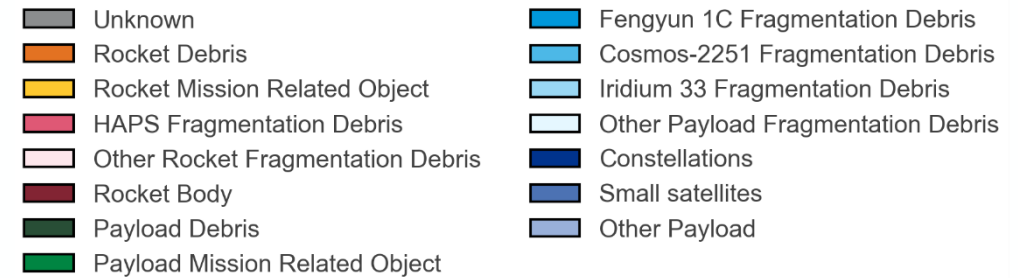 Unknown
Rocket Debris
Rocket Mission Related Object
HAPS Fragmentation Debris
Other Rocket Fragmentation Debris
Rocket Body
Payload Debris
Payload Mission Related Object
Fengyun 1C Fragmentation Debris
Cosmos-2251 Fragmentation Debris
Iridium 33 Fragmentation Debris
Other Payload Fragmentation Debris
Constellations
Small satellites
Other Payload